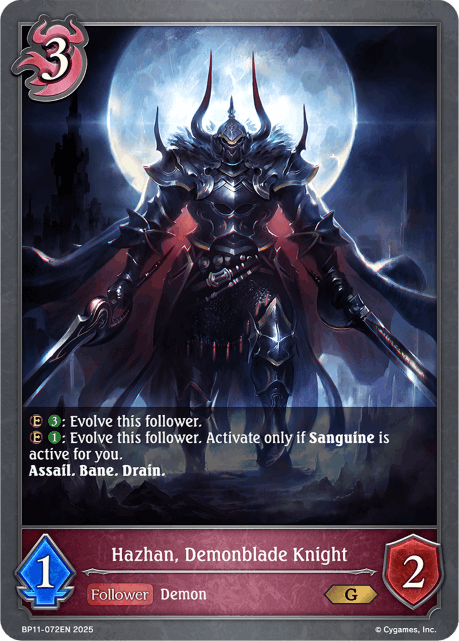 3
E 3: Evolve this follower.
E 1: Evolve this follower. Activate only if Sanguine is
active for you.
Assail. Bane. Drain.
Hazhan, Demonblade Knight
1
Follower Demon
G
2
BP11-072EN 2025
© Cygames, Inc.